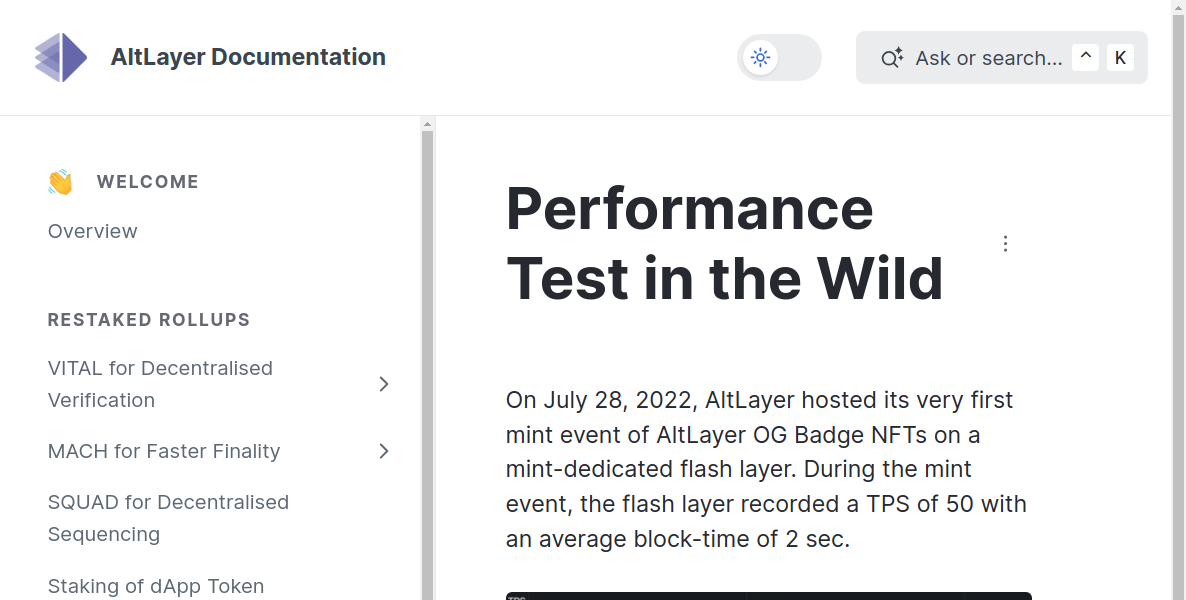 AltLayer Documentation
Ask or search... ^ K
WELCOME
Overview
RESTAKED ROLLUPS
VITAL for Decentralised
Verification
MACH for Faster Finality
SQUAD for Decentralised
Sequencing
Staking of dApp Token
Performance
Test in the Wild
On July 28, 2022, AltLayer hosted its very first
mint event of AltLayer OG Badge NFTs on a
mint-dedicated flash layer. During the mint
event, the flash layer recorded a TPS of 50 with
an average block-time of 2 sec.
TPS